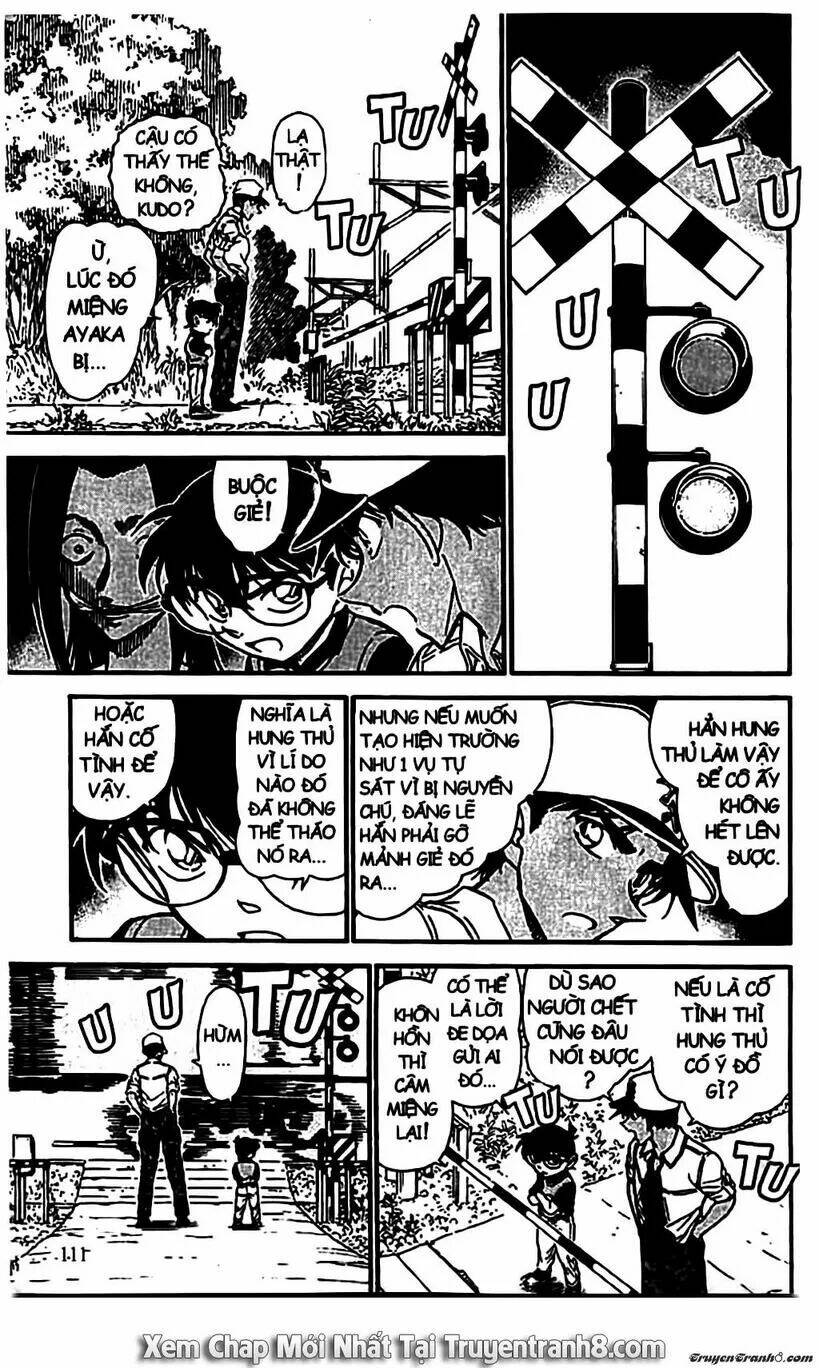 TU
U
U
TU
TU
LẠ
THẬT
!
CẬU CÓ
THẤY THẾ
KHÔNG,
KUDO?
Ừ,
LÚC ĐÓ
MIỆNG
AYAKA
BỊ...
BUỘC
GIẺ!
HẲN HUNG
THỦ LÀM VẬY
ĐỂ CÔ ẤY
KHÔNG
HÉT LÊN
ĐƯỢC.
NHƯNG NẾU MUỐN
TẠO HIỆN TRƯỜNG
NHƯ 1 VỤ TỰ
SÁT VÌ BỊ NGUYỀN
CHÚ, ĐÁNG LẼ
HẮN PHẢI GỠ
MẢNH GIẺ ĐÓ
RA...
NGHĨA LÀ
HUNG THỦ
VÌ LÍ DO
NÀO ĐÓ
ĐÃ KHÔNG
THỂ THÁO
NÓ RA...
HOẶC
HẮN CỐ
TÌNH ĐỂ
VẬY.
NẾU LÀ CỐ
TÌNH THÌ
HUNG THỦ
CÓ Ý ĐỒ
GÌ?
DÙ SAO
NGƯỜI CHẾT
CŨNG ĐÂU
NÓI ĐƯỢC
?
CÓ THỂ
LÀ LỜI
ĐE DỌA
GỬI AI
ĐÓ...
KHÔN
HỒN
THÌ
CÂM
MIỆNG
LẠI!
TU
TU
HỪM
...
TU
U
U
111
Xem Chap Mới Nhất Tại Truyentranh8.com
TruyenTranh8.com